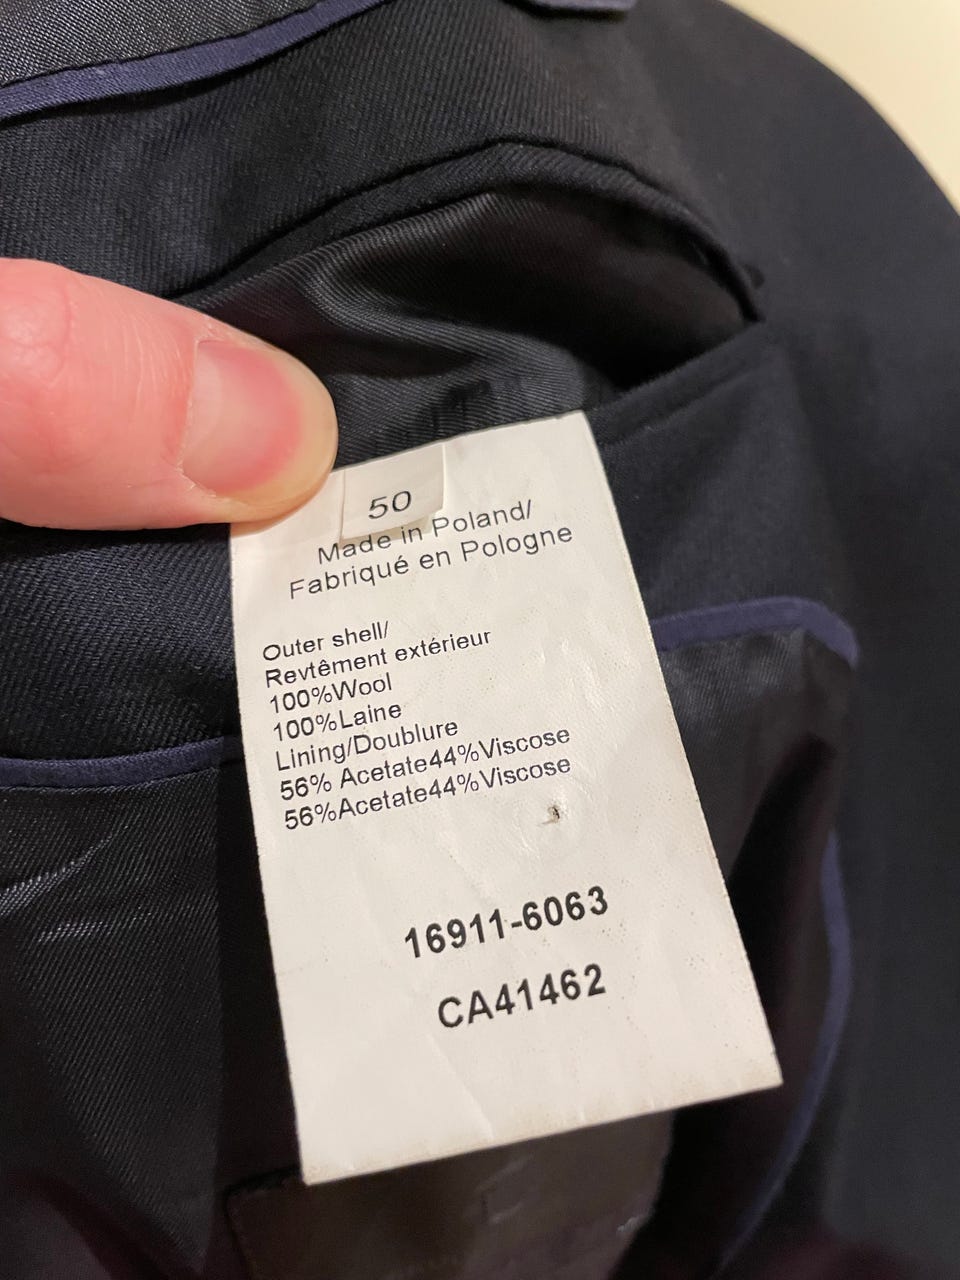 50
Made in Poland/
Fabriqué en Pologne
Outer shell/
Revtêment extérieur
100%Wool
100%Laine
Lining/Doublure
56% Acetate44%Viscose
56%Acetate44%Viscose
16911-6063
CA41462